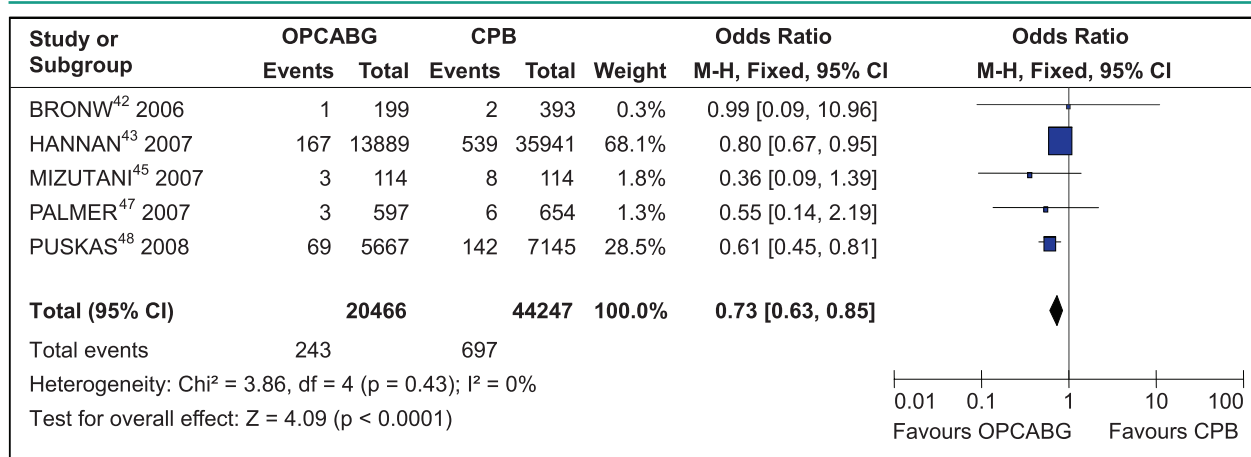 Study or Subgroup OPCABG CPB Odds Ratio Odds Ratio
Events Total Events Total Weight M-H, Fixed, 95% CI M-H, Fixed, 95% CI
BRONW42 2006 1 199 2 393 0.3% 0.99 [0.09, 10.96]
HANNAN43 2007 167 13889 539 35941 68.1% 0.80 [0.67, 0.95]
MIZUTANI45 2007 3 114 8 114 1.8% 0.36 [0.09, 1.39]
PALMER47 2007 3 597 6 654 1.3% 0.55 [0.14, 2.19]
PUSKAS48 2008 69 5667 142 7145 28.5% 0.61 [0.45, 0.81]
Total (95% CI) 20466 44247 100.0% 0.73 [0.63, 0.85]
Total events 243 697
Heterogeneity: Chi² = 3.86, df = 4 (p = 0.43); I² = 0%
Test for overall effect: Z = 4.09 (p < 0.0001)
0.01 0.1 1 10 100
Favours OPCABG Favours CPB